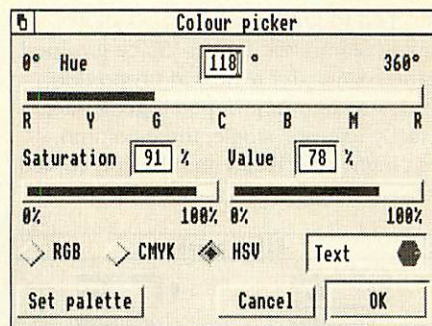 Colour picker
0° Hue 118 ° 360°
R Y G C B M R
Saturation 91 % Value 78 %
0% 100% 0% 100%
RGB CMYK HSV Text
Set palette Cancel OK